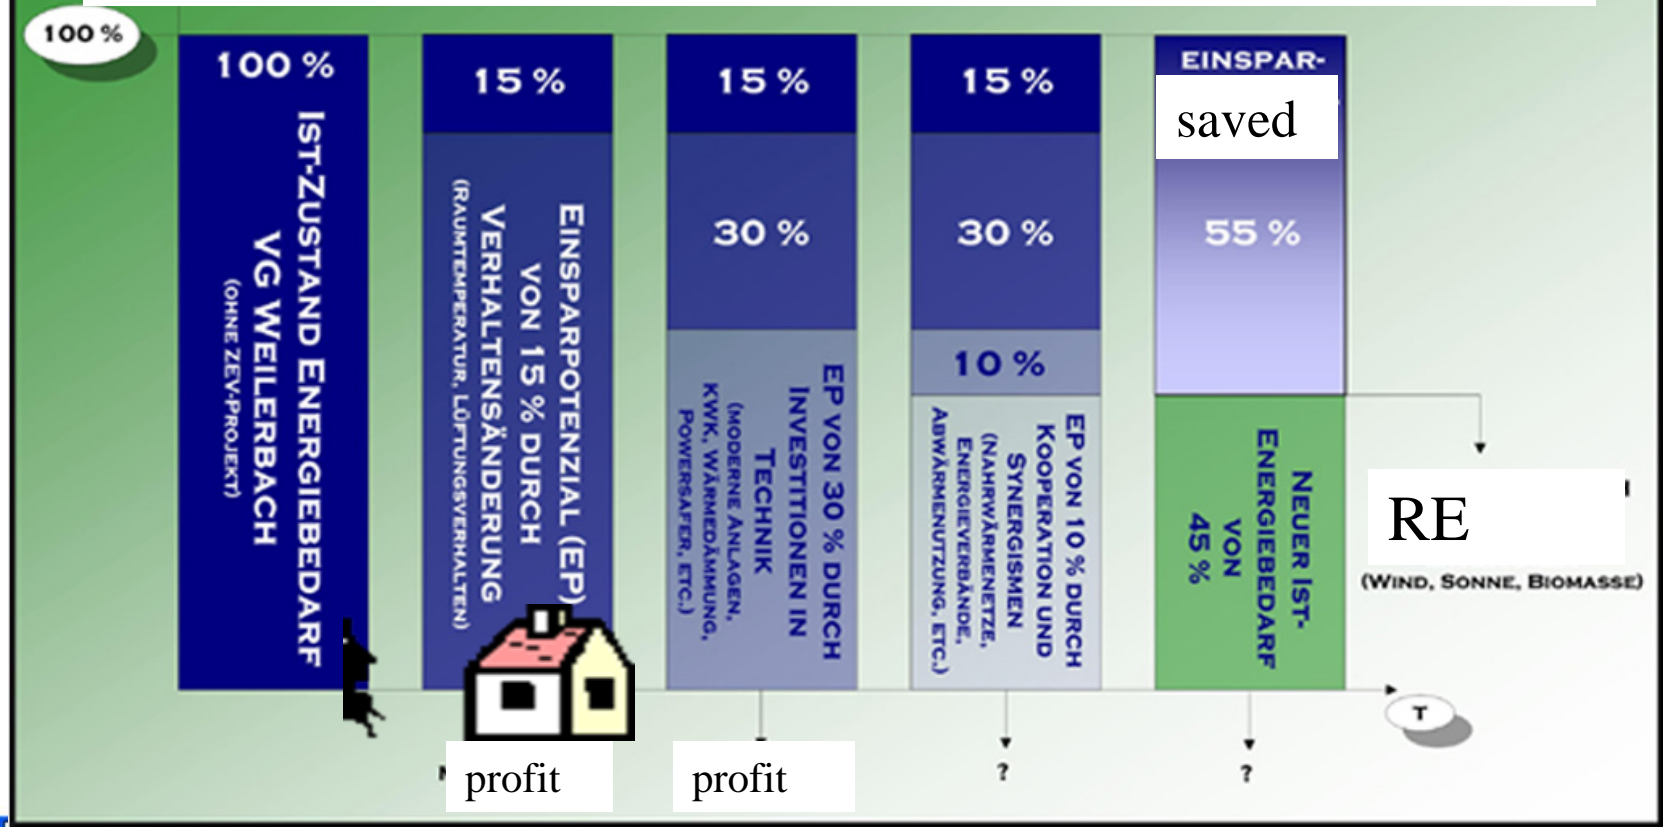 100 %
100 %
IST-ZUSTAND ENERGIEBEDARF
VG WEILERBACH
(OHNE ZEV-PROJEKT)
15 %
EINSPARPOTENZIAL (EP)
VON 15 % DURCH
VERHALTENSÄNDERUNG
(RAUMTEMPERATUR, LÜFTUNGSVERHALTEN)
15 %
30 %
EP VON 30 % DURCH
INVESTITIONEN IN
TECHNIK
(MODERNE ANLAGEN,
KWK, WÄRMEDÄMMUNG,
POWERSAFER, ETC.)
15 %
30 %
10 %
EP VON 10 % DURCH
KOOPERATION UND
SYNERGISMEN
(NAHRWÄRMENETZE,
ENERGIEVERBÄNDE,
ABWÄRMENUTZUNG, ETC.)
EINSPAR-
saved
55 %
NEUER IST-
ENERGIEBEDARF
VON
45 %
RE
(WIND, SONNE, BIOMASSE)
T
profit
profit
?
?